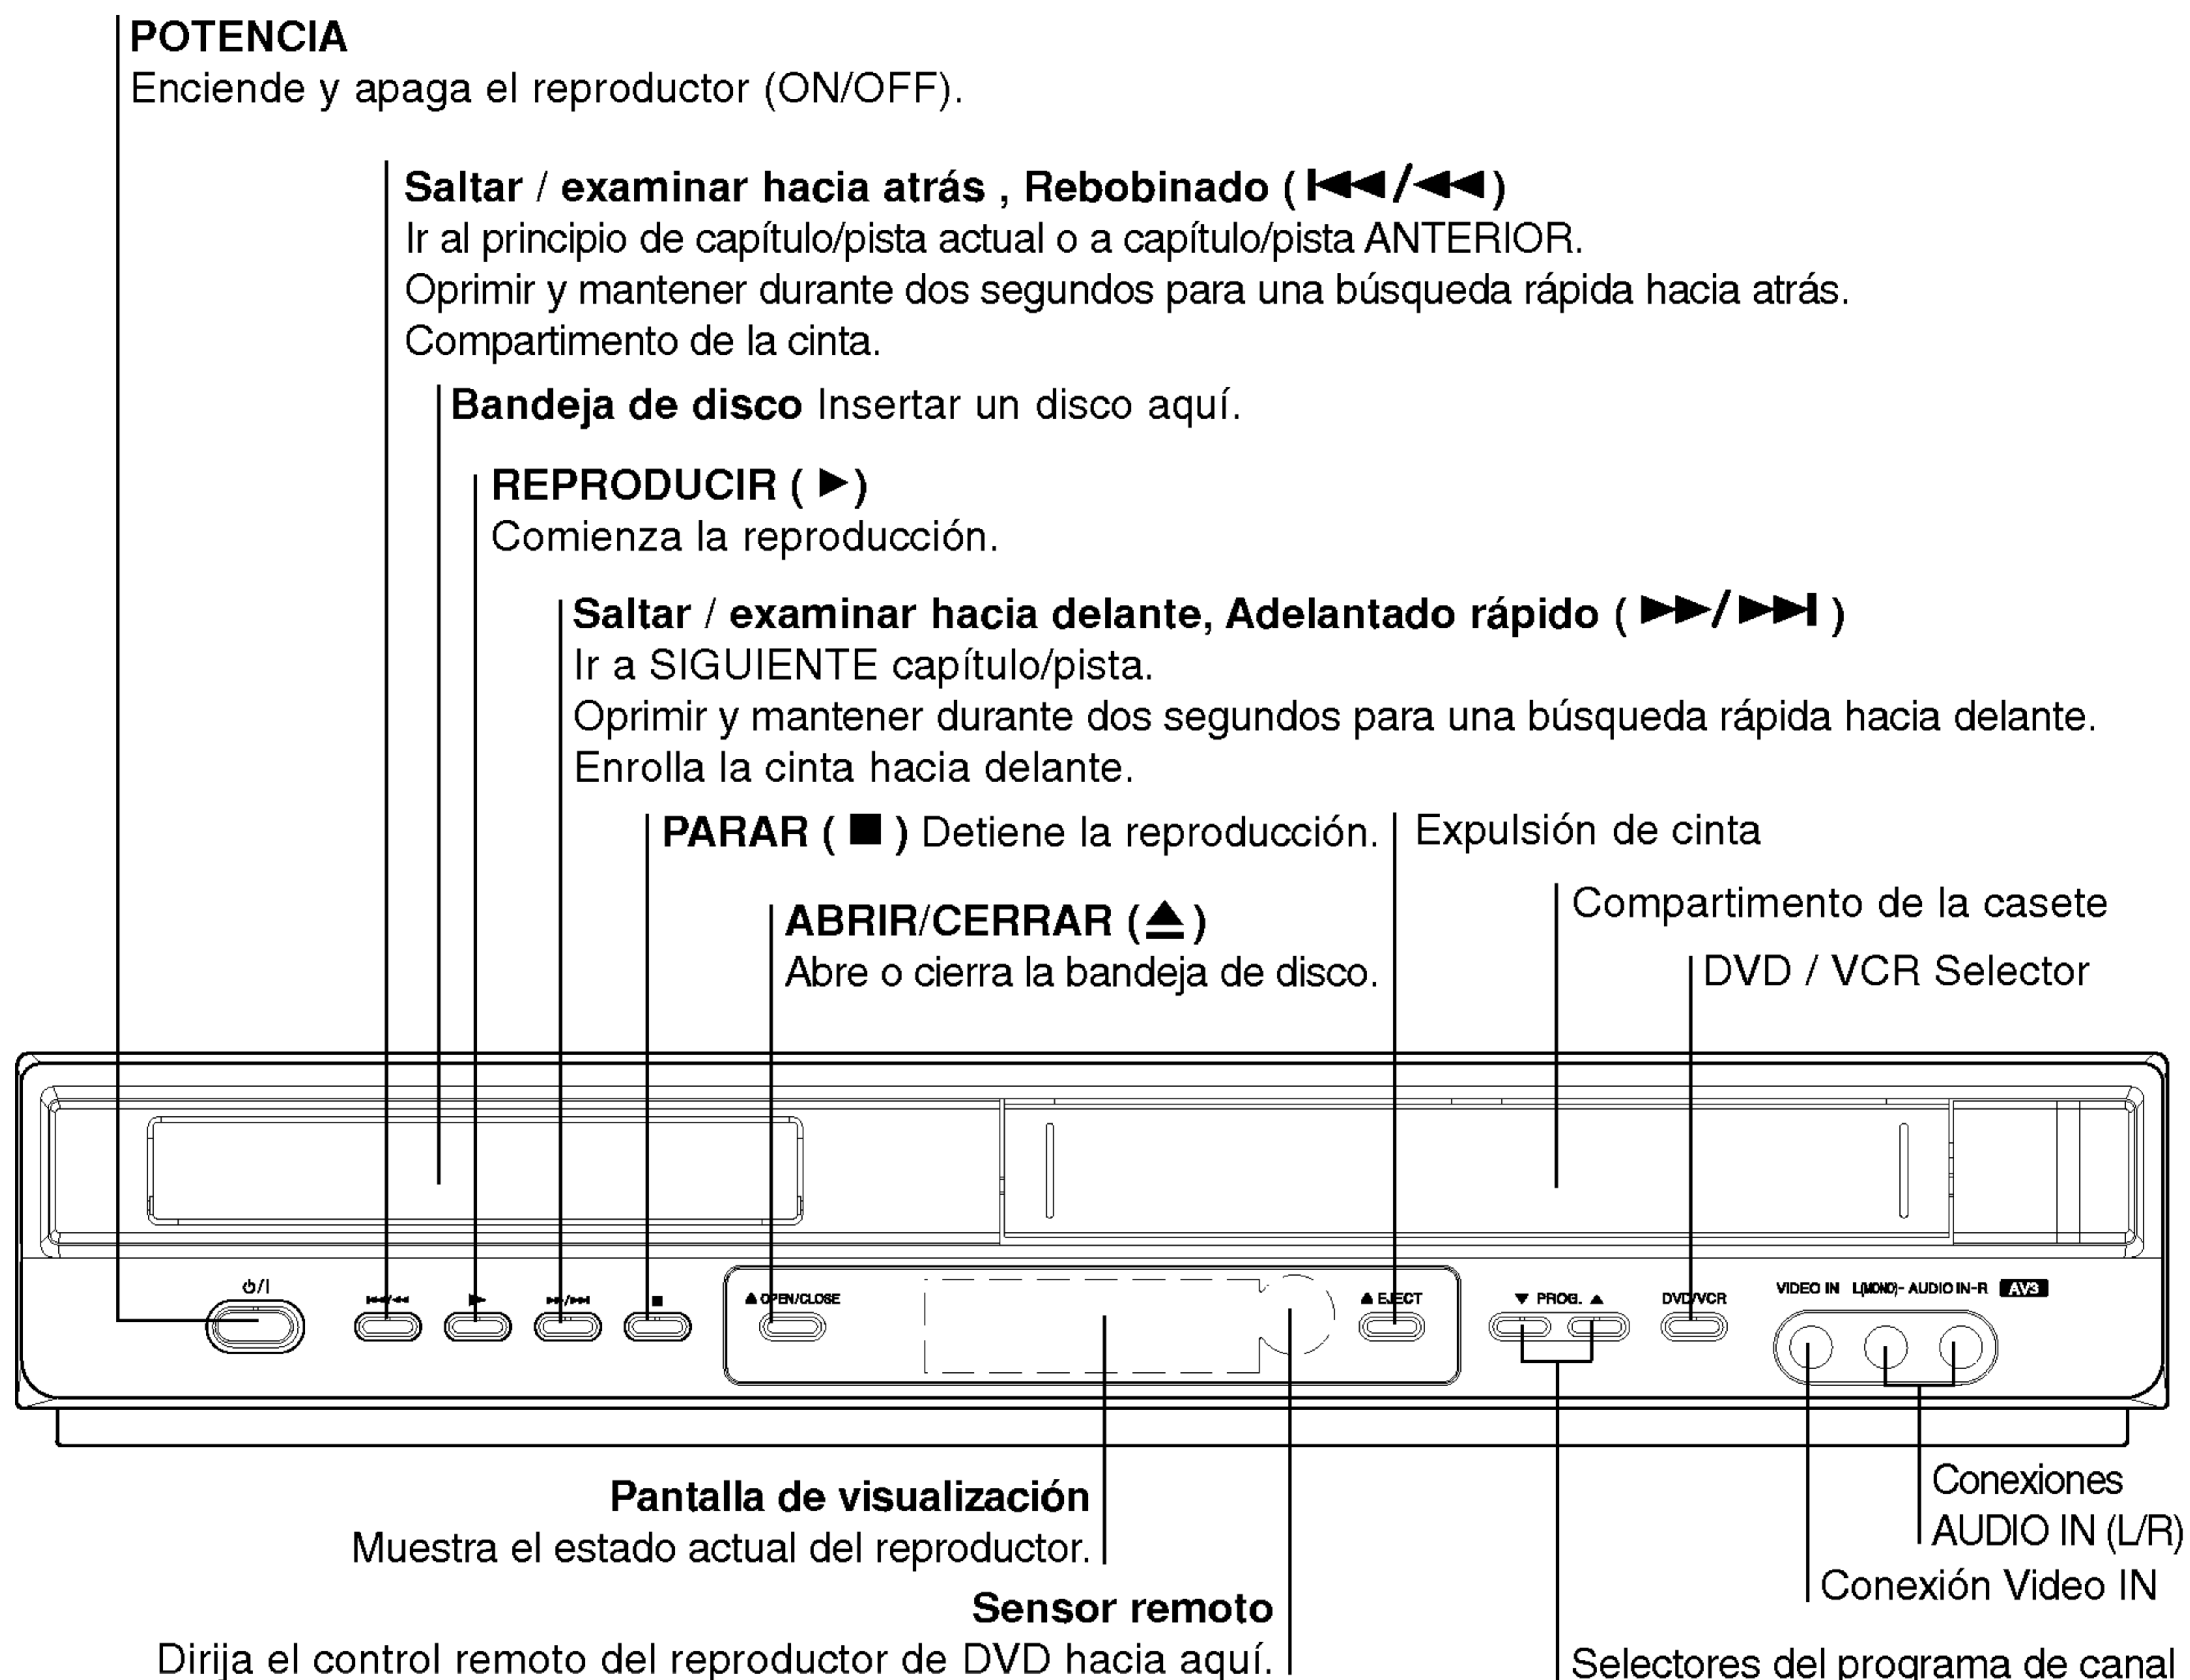 POTENCIA
Enciende y apaga el reproductor (ON/OFF).
Saltar / examinar hacia atrás , Rebobinado (⏮/◀◀)
Ir al principio de capítulo/pista actual o a capítulo/pista ANTERIOR.
Oprimir y mantener durante dos segundos para una búsqueda rápida hacia atrás.
Compartimento de la cinta.
Bandeja de disco Insertar un disco aquí.
REPRODUCIR ( ▶)
Comienza la reproducción.
Saltar / examinar hacia delante, Adelantado rápido ( ▶▶/▶▶I )
Ir a SIGUIENTE capítulo/pista.
Oprimir y mantener durante dos segundos para una búsqueda rápida hacia delante.
Enrolla la cinta hacia delante.
PARAR ( ■ ) Detiene la reproducción.
Expulsión de cinta
Compartimento de la casete
ABRIR/CERRAR (⏏)
Abre o cierra la bandeja de disco.
DVD / VCR Selector
⏻/I
I◀◀/◀◀
▶
▶▶/▶▶I
■
▲ OPEN/CLOSE
▲ EJECT
▼ PROG. ▲
DVD/VCR
VIDEO IN L(MONO)- AUDIO IN-R AV3
Pantalla de visualización
Muestra el estado actual del reproductor.
Sensor remoto
Dirija el control remoto del reproductor de DVD hacia aquí.
Conexiones
AUDIO IN (L/R)
Conexión Video IN
Selectores del programa de canal